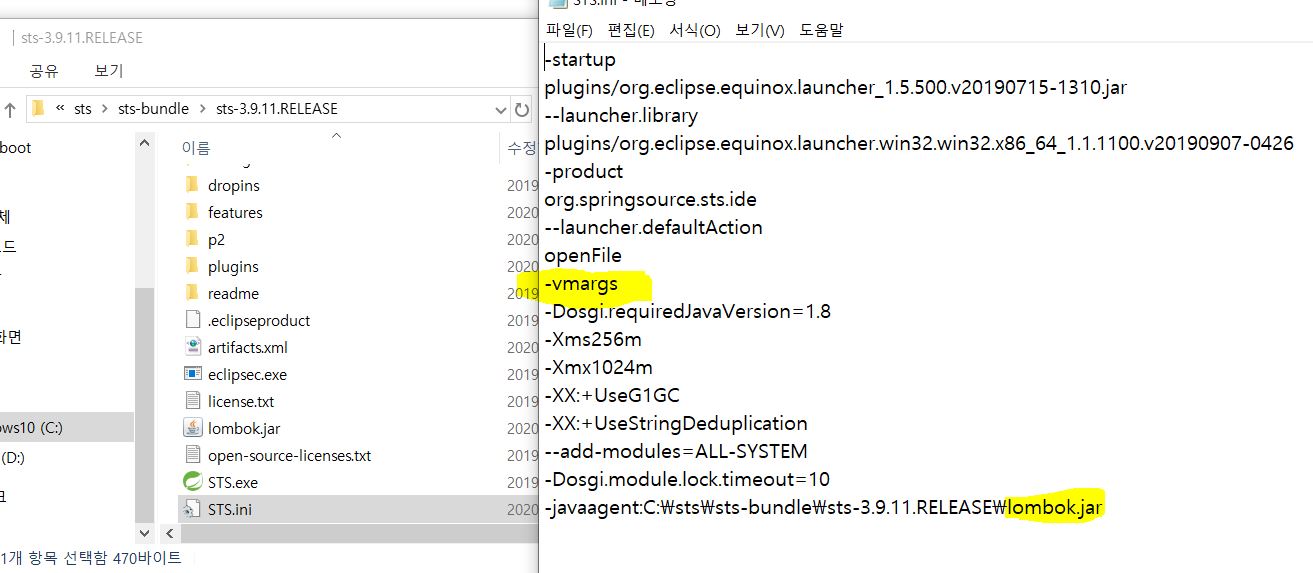 sts-3.9.11.RELEASE
공유 보기
« sts > sts-bundle > sts-3.9.11.RELEASE
boot
체
드
화면
ows10 (C:)
(D:)
크
이름 수정
dropins 2019
features 2020
p2 2020
plugins 2020
readme 2019
.eclipseproduct 2019
artifacts.xml 2020
eclipsec.exe 2019
license.txt 2019
lombok.jar 2020
open-source-licenses.txt 2019
STS.exe 2019
STS.ini 2020
1개 항목 선택함 470바이트
STS.ini - 메모장
파일(F) 편집(E) 서식(O) 보기(V) 도움말
-startup
plugins/org.eclipse.equinox.launcher_1.5.500.v20190715-1310.jar
--launcher.library
plugins/org.eclipse.equinox.launcher.win32.win32.x86_64_1.1.1100.v20190907-0426
-product
org.springsource.sts.ide
--launcher.defaultAction
openFile
-vmargs
-Dosgi.requiredJavaVersion=1.8
-Xms256m
-Xmx1024m
-XX:+UseG1GC
-XX:+UseStringDeduplication
--add-modules=ALL-SYSTEM
-Dosgi.module.lock.timeout=10
-javaagent:C:₩sts₩sts-bundle₩sts-3.9.11.RELEASE₩lombok.jar